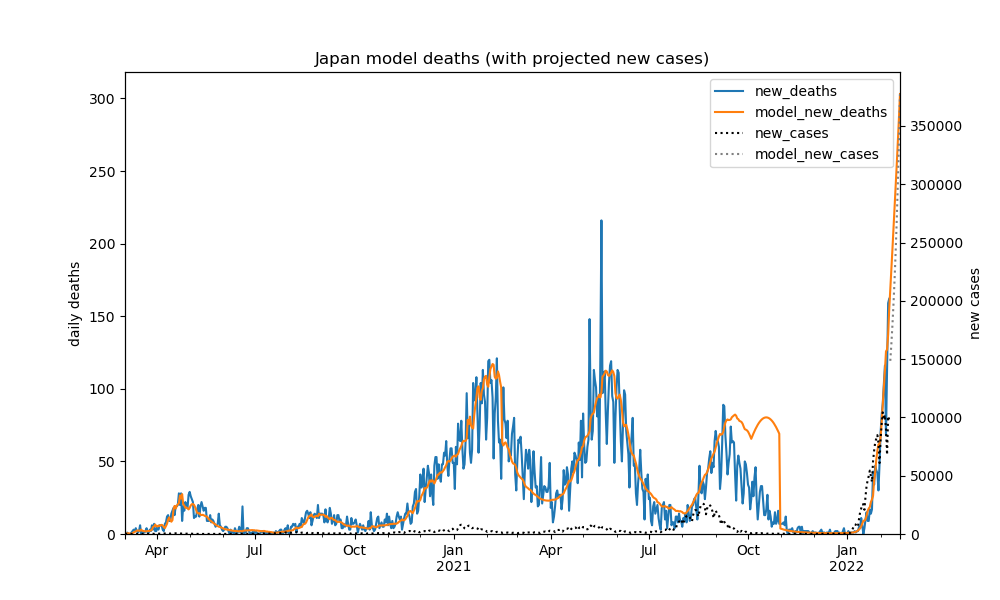 Japan model deaths (with projected new cases)
new_deaths
model_new_deaths
new_cases
model_new_cases
daily deaths
300
250
200
150
100
50
0
new cases
350000
300000
250000
200000
150000
100000
50000
0
Apr Jul Oct Jan Apr Jul Oct Jan
2021 2022